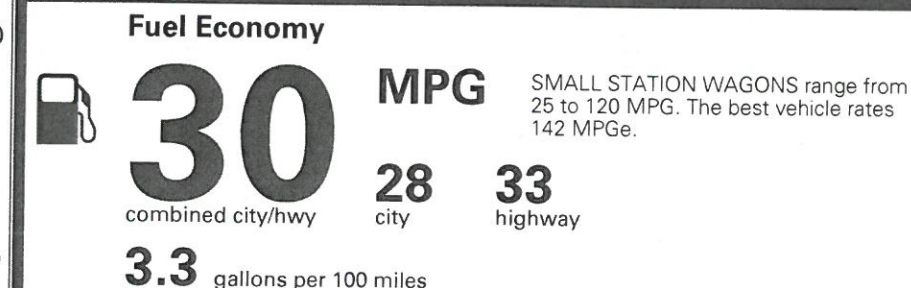 Fuel Economy
30
combined city/hwy
MPG
SMALL STATION WAGONS range from
25 to 120 MPG. The best vehicle rates
142 MPGe.
28
city
33
highway
3.3 gallons per 100 miles